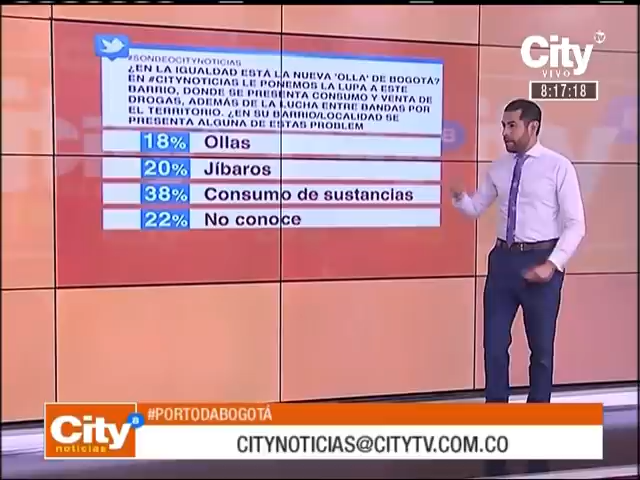 #SONDEOCITYNOTICIAS
¿EN LA IGUALDAD ESTÁ LA NUEVA 'OLLA' DE BOGOTÁ?
EN #CITYNOTICIAS LE PONEMOS LA LUPA A ESTE
BARRIO, DONDE SE PRESENTA CONSUMO Y VENTA DE
DROGAS, ADEMÁS DE LA LUCHA ENTRE BANDAS POR
EL TERRITORIO. ¿EN SU BARRIO/LOCALIDAD SE
PRESENTA ALGUNA DE ESTAS PROBLEM
18% Ollas
20% Jíbaros
38% Consumo de sustancias
22% No conoce
City TV
VIVO
8:17:18
#PORTODABOGOTÁ
City
noticias
CITYNOTICIAS@CITYTV.COM.CO